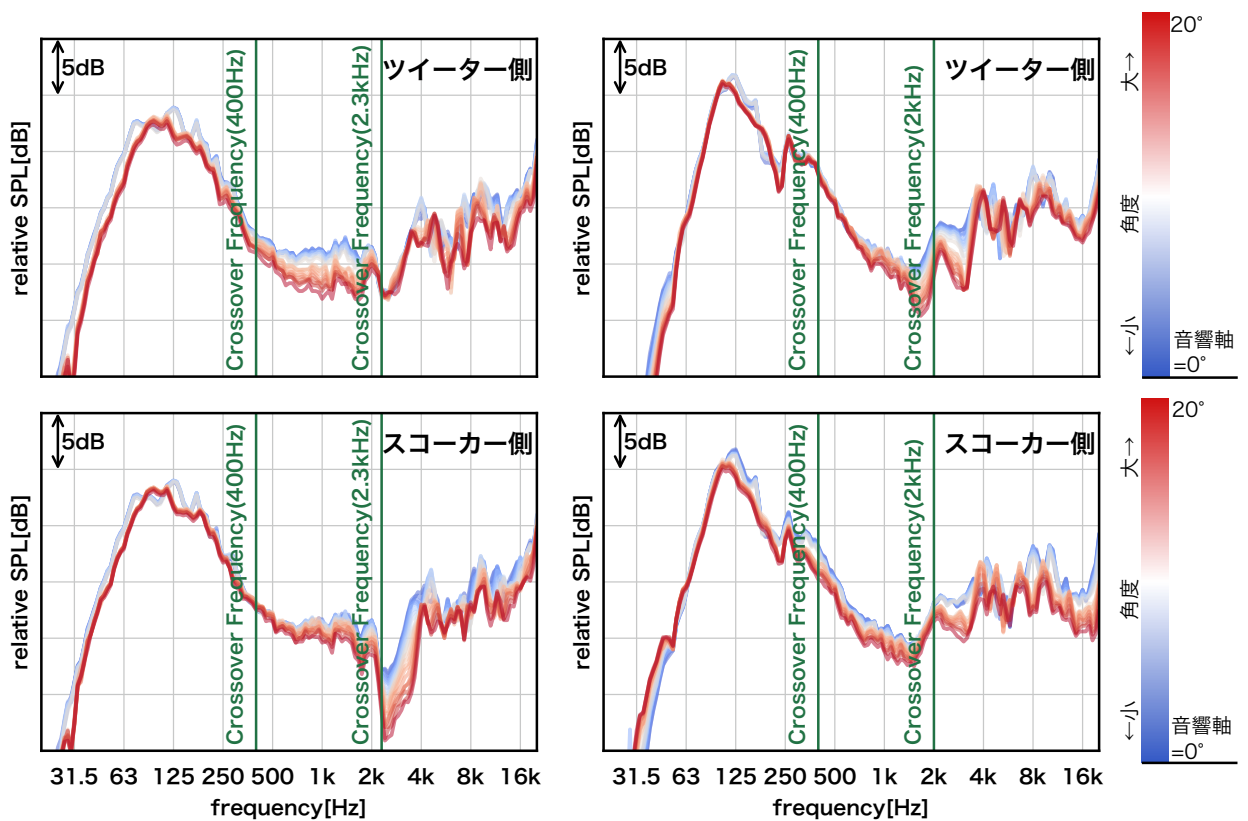 5dB
ツイーター側
Crossover Frequency(400Hz)
Crossover Frequency(2.3kHz)
relative SPL[dB]
5dB
ツイーター側
Crossover Frequency(400Hz)
Crossover Frequency(2kHz)
relative SPL[dB]
20°
大→
角度
←小
音響軸
=0°
5dB
スコーカー側
Crossover Frequency(400Hz)
Crossover Frequency(2.3kHz)
relative SPL[dB]
31.5 63 125 250 500 1k 2k 4k 8k 16k
frequency[Hz]
5dB
スコーカー側
Crossover Frequency(400Hz)
Crossover Frequency(2kHz)
relative SPL[dB]
31.5 63 125 250 500 1k 2k 4k 8k 16k
frequency[Hz]
20°
大→
角度
←小
音響軸
=0°